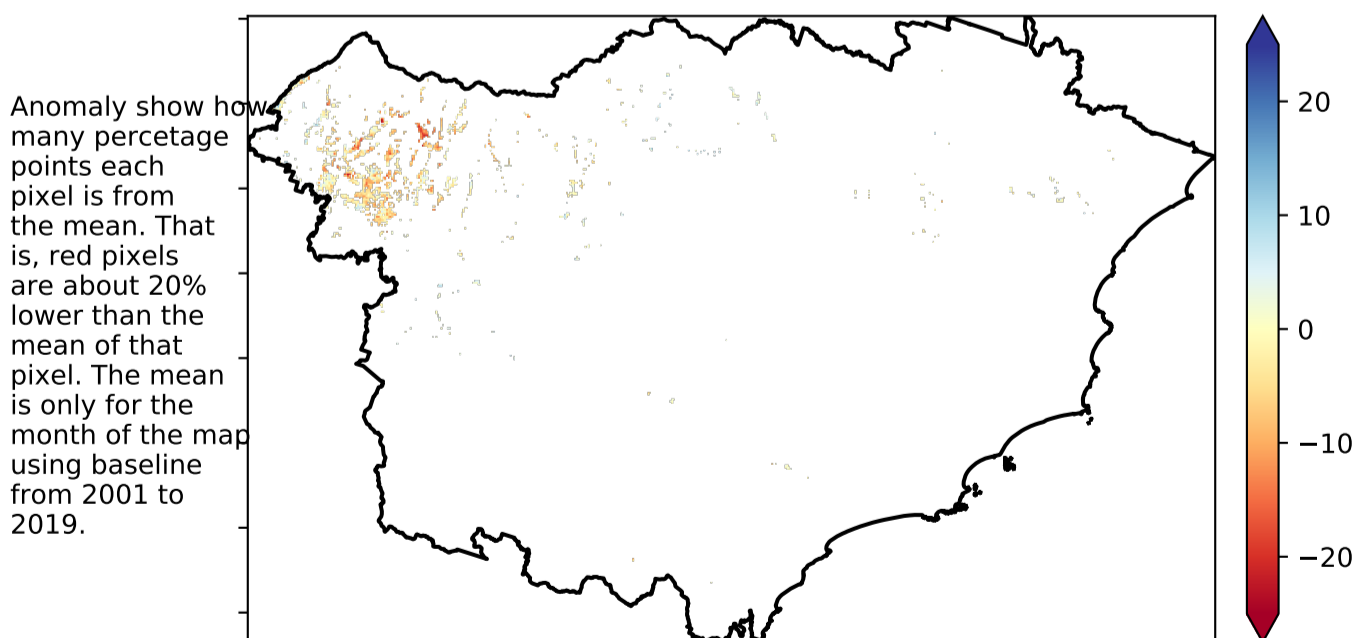 Anomaly show how
many percetage
points each
pixel is from
the mean. That
is, red pixels
are about 20%
lower than the
mean of that
pixel. The mean
is only for the
month of the map
using baseline
from 2001 to
2019.
20
10
0
−10
−20